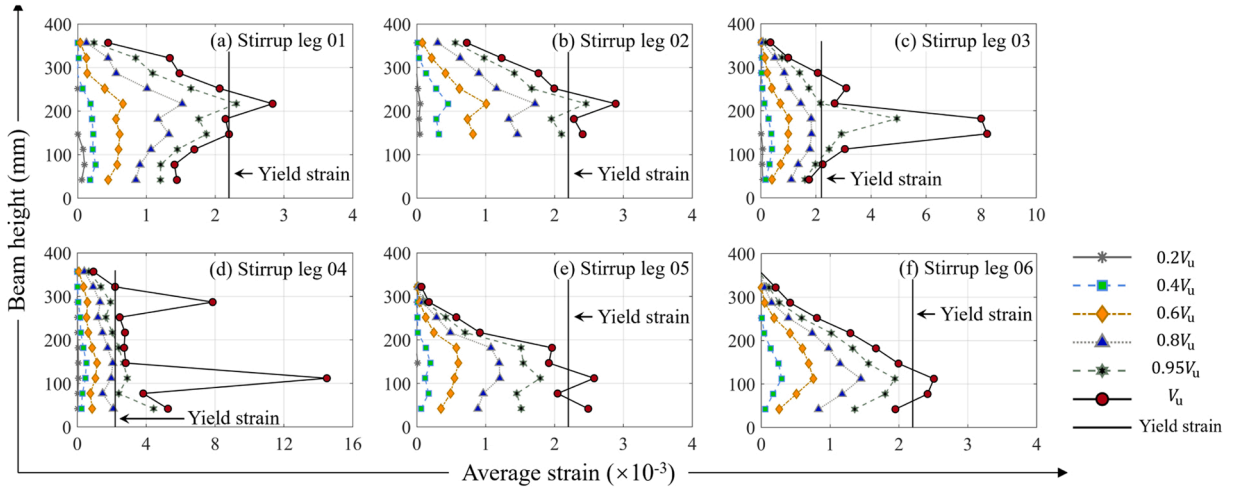 Beam height (mm)
400
300
200
100
0
(a) Stirrup leg 01
Yield strain
0 1 2 3 4
400
300
200
100
0
(b) Stirrup leg 02
Yield strain
0 1 2 3 4
400
300
200
100
0
(c) Stirrup leg 03
Yield strain
0 2 4 6 8 10
400
300
200
100
0
(d) Stirrup leg 04
Yield strain
0 4 8 12 16
400
300
200
100
0
(e) Stirrup leg 05
Yield strain
0 1 2 3 4
400
300
200
100
0
(f) Stirrup leg 06
Yield strain
0 1 2 3 4
0.2Vu
0.4Vu
0.6Vu
0.8Vu
0.95Vu
Vu
Yield strain
Average strain (×10-3)